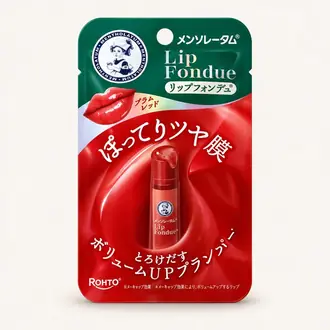 MENTHOLATUM
メンソレータム®
Lip
Fondue
リップフォンデュ®
プラム
レッド
ぽってりツヤ膜
メンソレータム®
Lip
Fondue®
とろけだす
ボリュームUPプランパー*
ROHTO